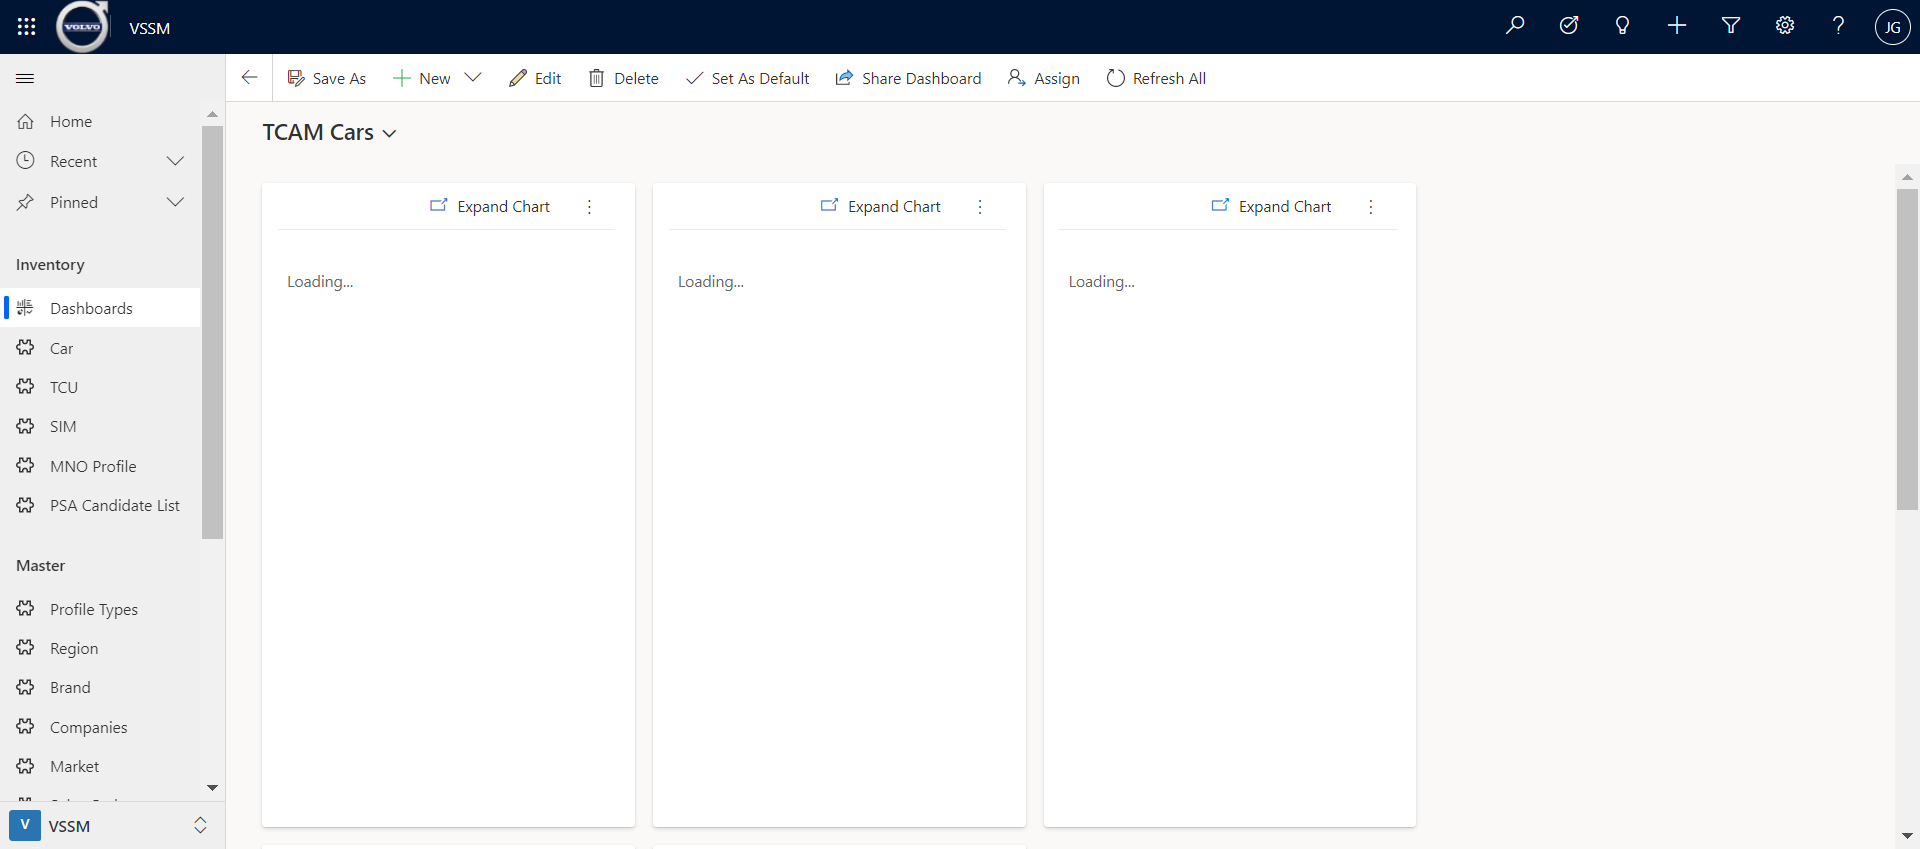 VOLVO
VSSM
JG
Save As
New
Edit
Delete
Set As Default
Share Dashboard
Assign
Refresh All
Home
Recent
Pinned
Inventory
Dashboards
Car
TCU
SIM
MNO Profile
PSA Candidate List
Master
Profile Types
Region
Brand
Companies
Market
V
VSSM
TCAM Cars
Expand Chart
Loading...
Expand Chart
Loading...
Expand Chart
Loading...